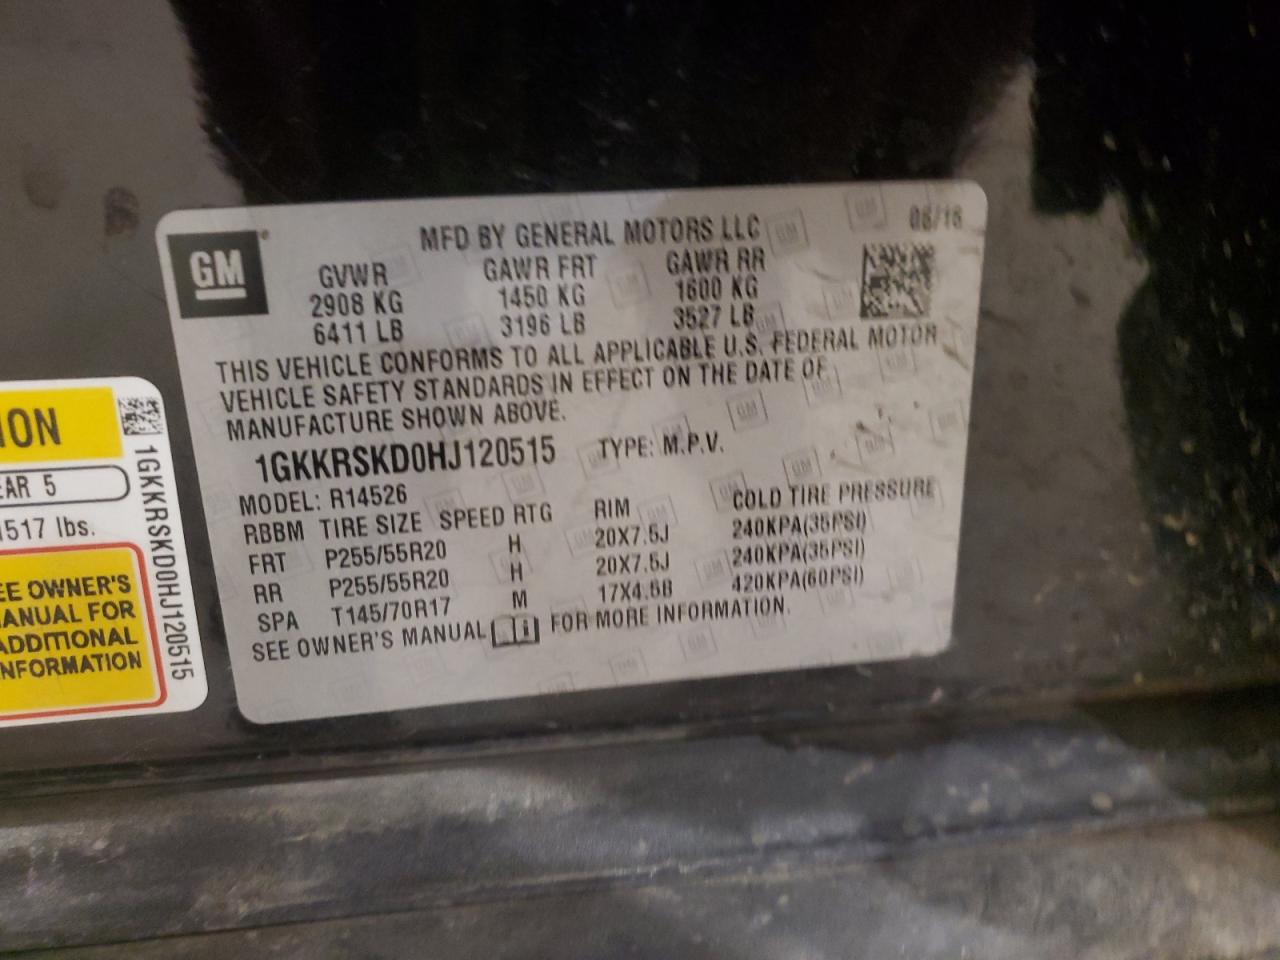 GM
MFD BY GENERAL MOTORS LLC
GVWR GAWR FRT GAWR RR
2908 KG 1450 KG 1600 KG
6411 LB 3196 LB 3527 LB
THIS VEHICLE CONFORMS TO ALL APPLICABLE U.S. FEDERAL MOTOR
VEHICLE SAFETY STANDARDS IN EFFECT ON THE DATE OF
MANUFACTURE SHOWN ABOVE.
1GKKRSKD0HJ120515 TYPE: M.P.V.
MODEL: R14526
RBBM TIRE SIZE SPEED RTG RIM COLD TIRE PRESSURE
FRT P255/55R20 H 20X7.5J 240KPA(35PSI)
RR P255/55R20 H 20X7.5J 240KPA(35PSI)
SPA T145/70R17 M 17X4.5B 420KPA(60PSI)
SEE OWNER'S MANUAL FOR MORE INFORMATION.
ION
EAR 5
1517 lbs.
EE OWNER'S
ANUAL FOR
ADDITIONAL
NFORMATION
1GKKRSKD0HJ120515